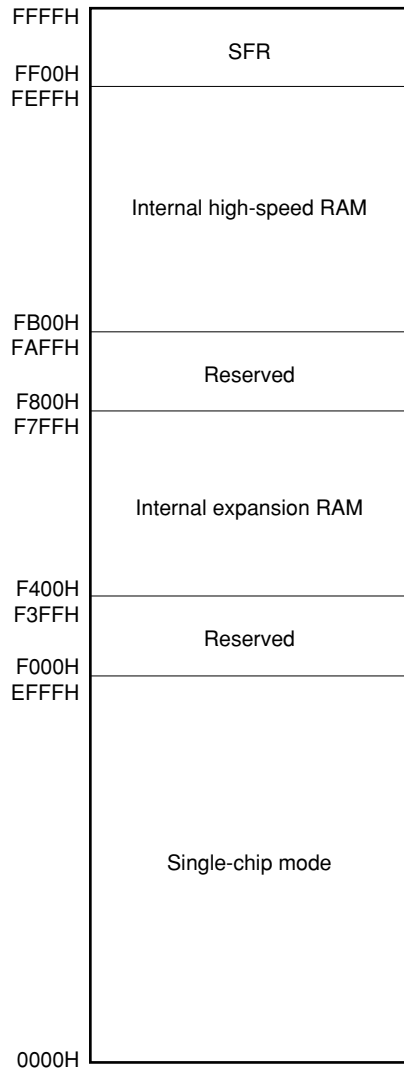 FFFFH
SFR
FF00H
FEFFH
Internal high-speed RAM
FB00H
FAFFH
Reserved
F800H
F7FFH
Internal expansion RAM
F400H
F3FFH
Reserved
F000H
EFFFH
Single-chip mode
0000H